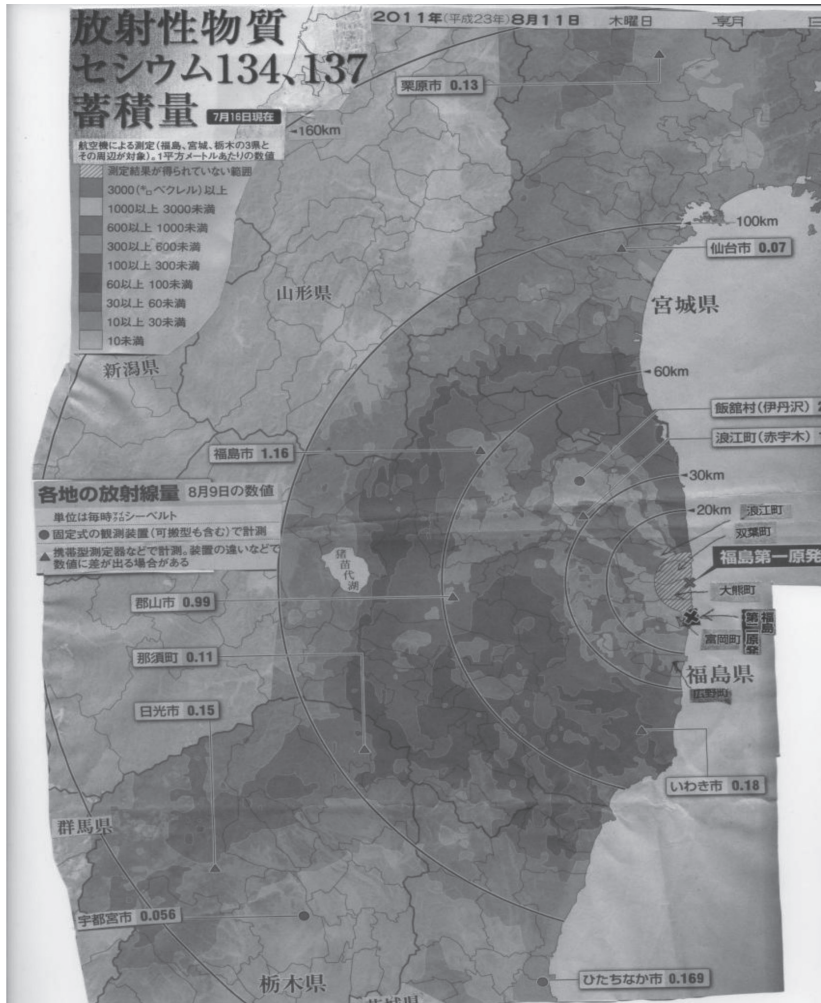 2011年(平成23年)8月11日 木曜日 朝 日
放射性物質
セシウム134、137
蓄積量 7月16日現在
航空機による測定(福島、宮城、栃木の3県と
その周辺が対象)。1平方メートルあたりの数値
測定結果が得られていない範囲
3000(キロベクレル)以上
1000以上 3000未満
600以上 1000未満
300以上 600未満
100以上 300未満
60以上 100未満
30以上 60未満
10以上 30未満
10未満
栗原市 0.13
160km
100km
仙台市 0.07
山形県
宮城県
新潟県
60km
飯舘村(伊丹沢)
浪江町(赤宇木)
福島市 1.16
30km
各地の放射線量 8月9日の数値
単位は毎時マイクロシーベルト
●固定式の観測装置(可搬型も含む)で計測
▲携帯型測定器などで計測。装置の違いなどで
数値に差が出る場合がある
20km
浪江町
双葉町
福島第一原発
猪苗代湖
大熊町
郡山市 0.99
福島第二原発
富岡町
那須町 0.11
福島県
日光市 0.15
いわき市 0.18
群馬県
宇都宮市 0.056
栃木県
ひたちなか市 0.169
茨城県